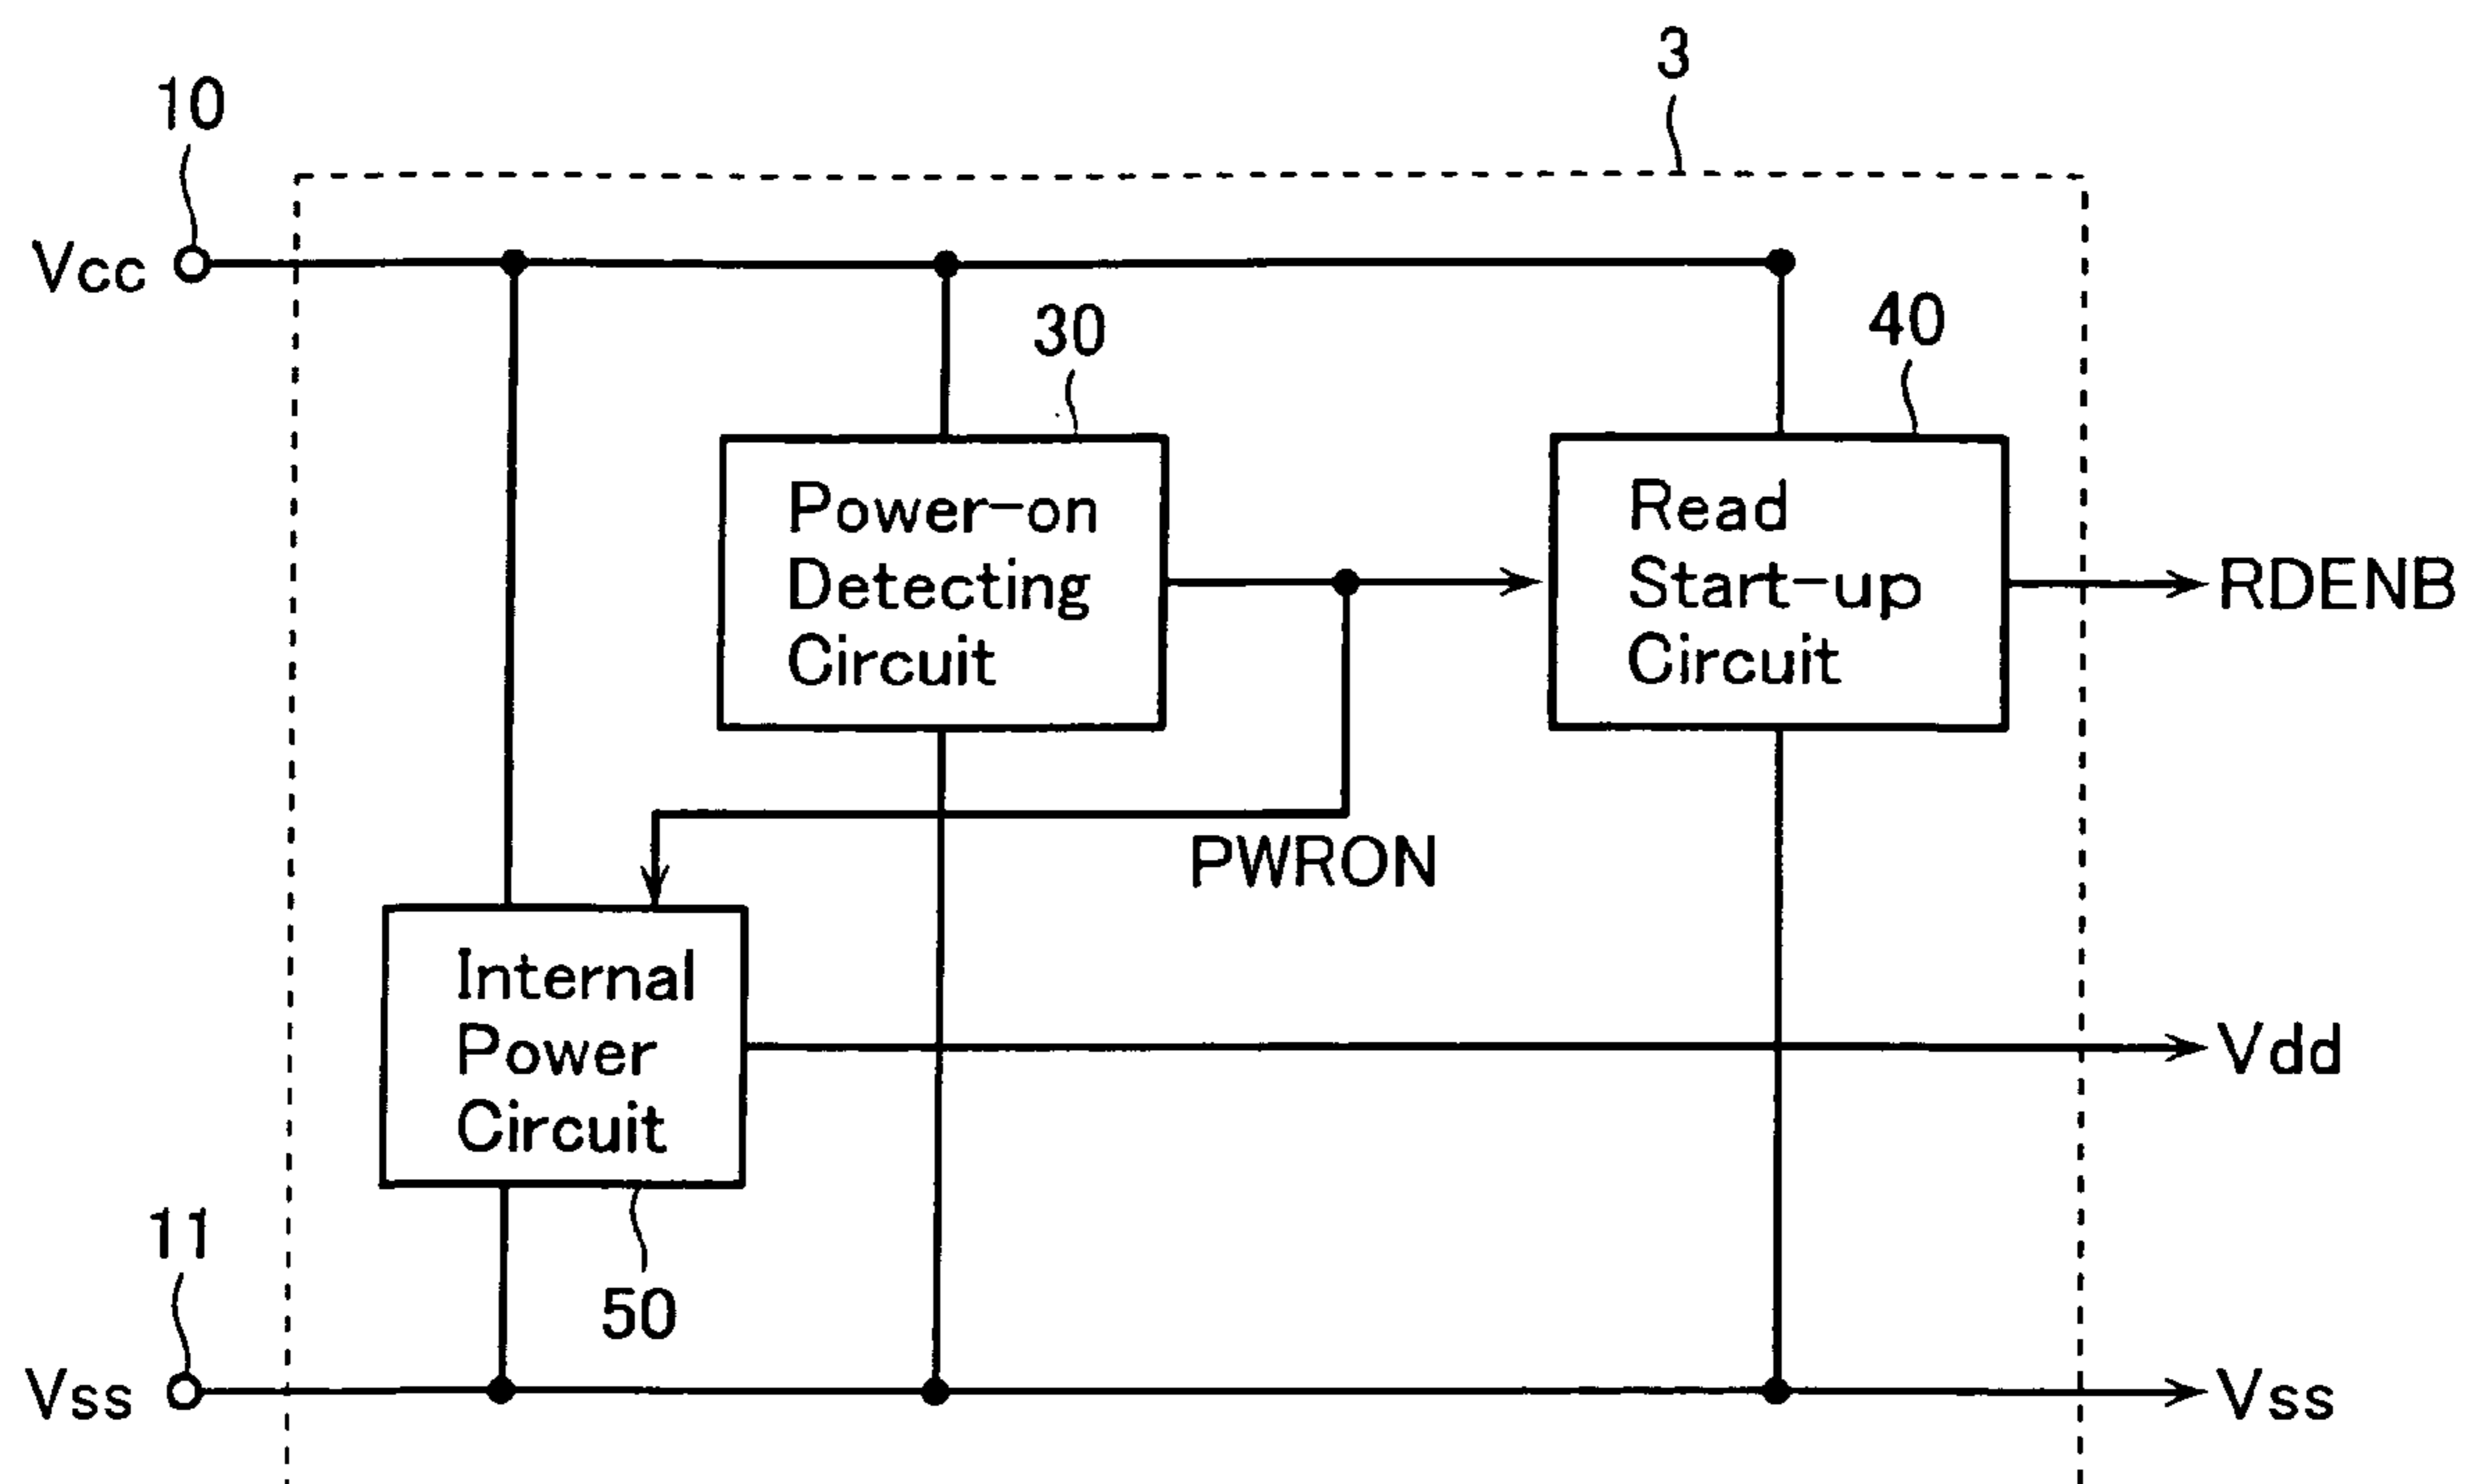 3
10
Vcc
30
40
Power-on
Detecting
Circuit
Read
Start-up
Circuit
RDENB
PWRON
Internal
Power
Circuit
Vdd
11
50
Vss
Vss